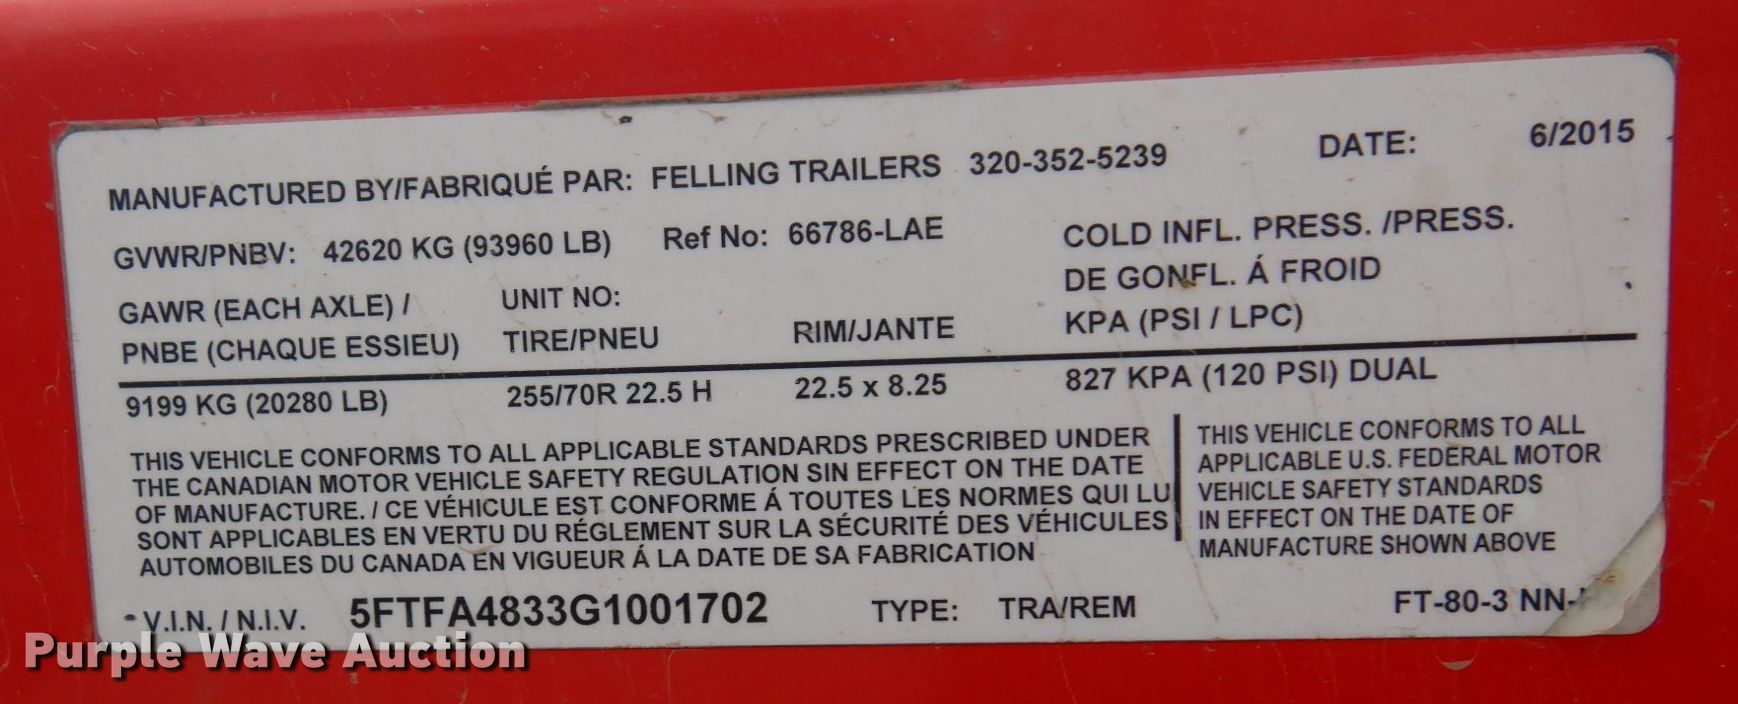 MANUFACTURED BY/FABRIQUÉ PAR: FELLING TRAILERS 320-352-5239 DATE: 6/2015
GVWR/PNBV: 42620 KG (93960 LB) Ref No: 66786-LAE COLD INFL. PRESS. /PRESS.
DE GONFL. Á FROID
GAWR (EACH AXLE) / UNIT NO:
PNBE (CHAQUE ESSIEU) TIRE/PNEU RIM/JANTE KPA (PSI / LPC)
9199 KG (20280 LB) 255/70R 22.5 H 22.5 x 8.25 827 KPA (120 PSI) DUAL
THIS VEHICLE CONFORMS TO ALL APPLICABLE STANDARDS PRESCRIBED UNDER
THE CANADIAN MOTOR VEHICLE SAFETY REGULATION SIN EFFECT ON THE DATE
OF MANUFACTURE. / CE VÉHICULE EST CONFORME Á TOUTES LES NORMES QUI LU
SONT APPLICABLES EN VERTU DU RÉGLEMENT SUR LA SÉCURITÉ DES VÉHICULES
AUTOMOBILES DU CANADA EN VIGUEUR Á LA DATE DE SA FABRICATION
THIS VEHICLE CONFORMS TO ALL
APPLICABLE U.S. FEDERAL MOTOR
VEHICLE SAFETY STANDARDS
IN EFFECT ON THE DATE OF
MANUFACTURE SHOWN ABOVE
V.I.N. / N.I.V. 5FTFA4833G1001702 TYPE: TRA/REM FT-80-3
Purple Wave Auction